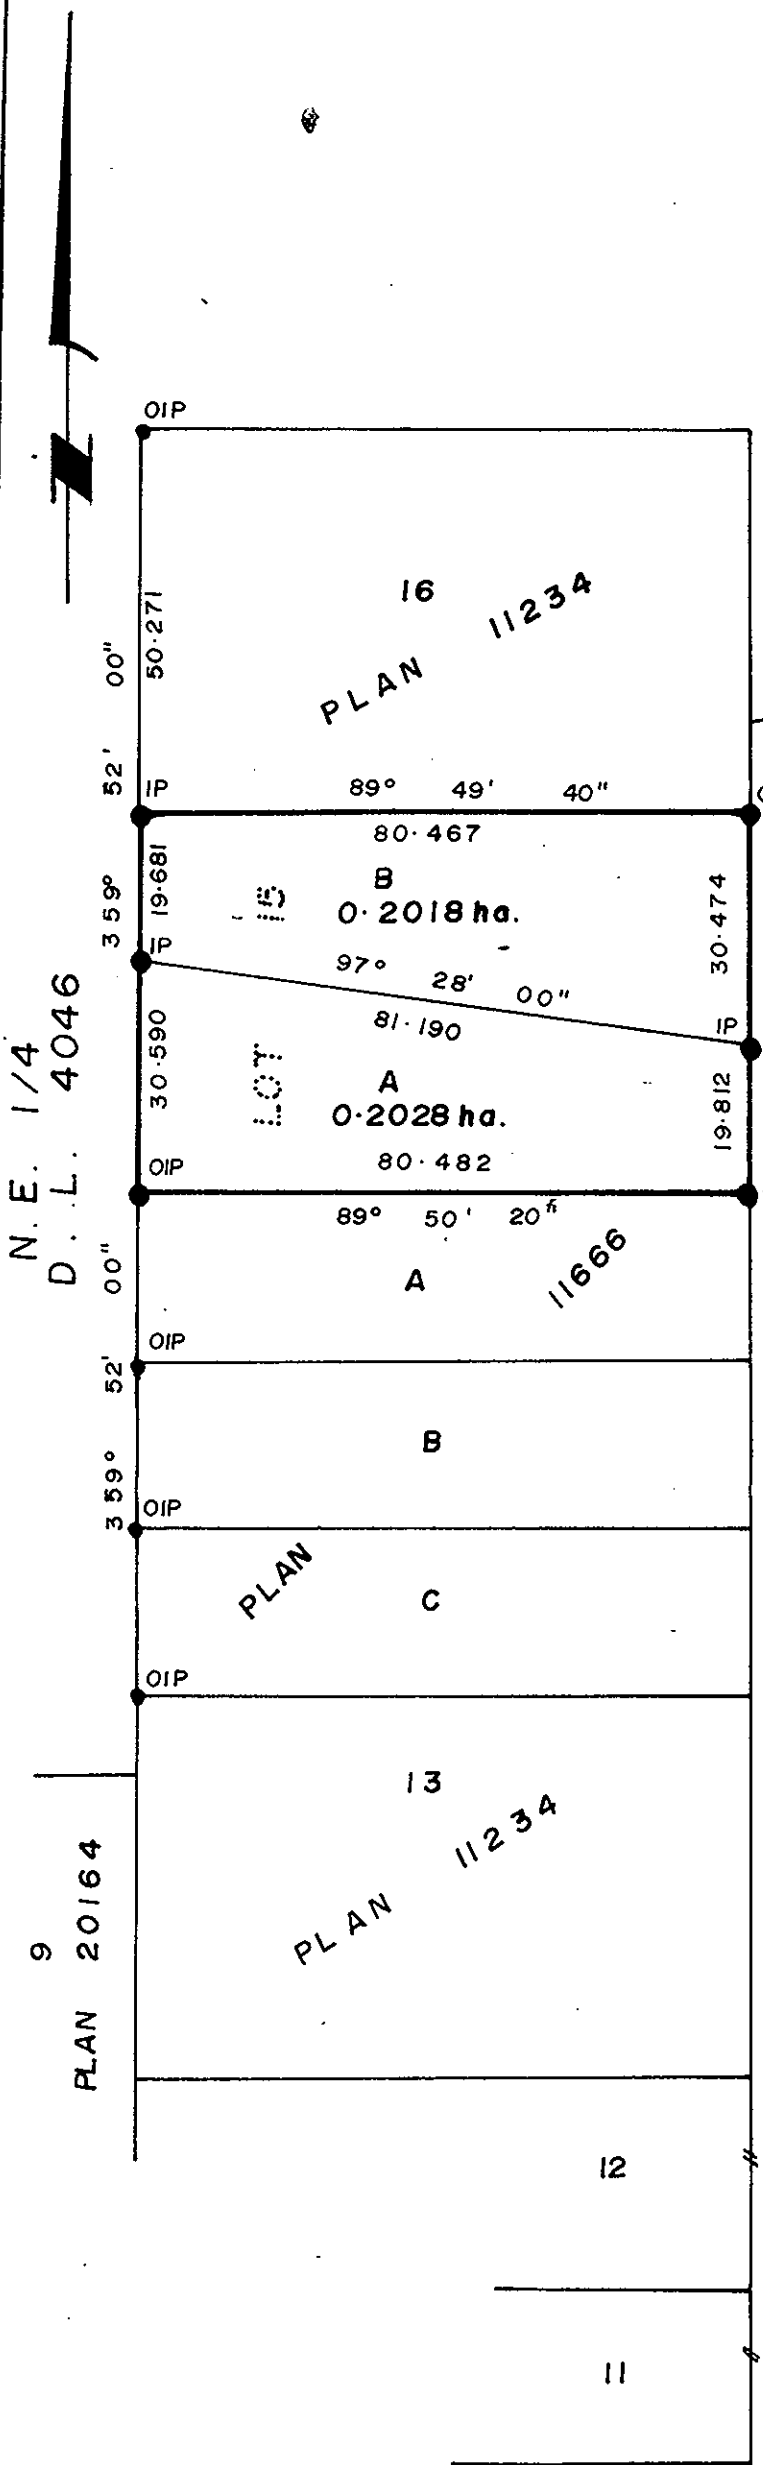 N
OIP
50·271
16
PLAN 11234
359° 52' 00"
IP
89° 49' 40"
80·467
19·681
LOT 15
B
0·2018 ha.
30·474
IP
97° 28' 00"
81·190
IP
30·590
A
0·2028 ha.
19·812
N.E. 1/4
D.L. 4046
OIP
80·482
89° 50' 20"
359° 52' 00"
A
PLAN 11666
OIP
B
OIP
C
OIP
13
PLAN 11234
9
PLAN 20164
12
11